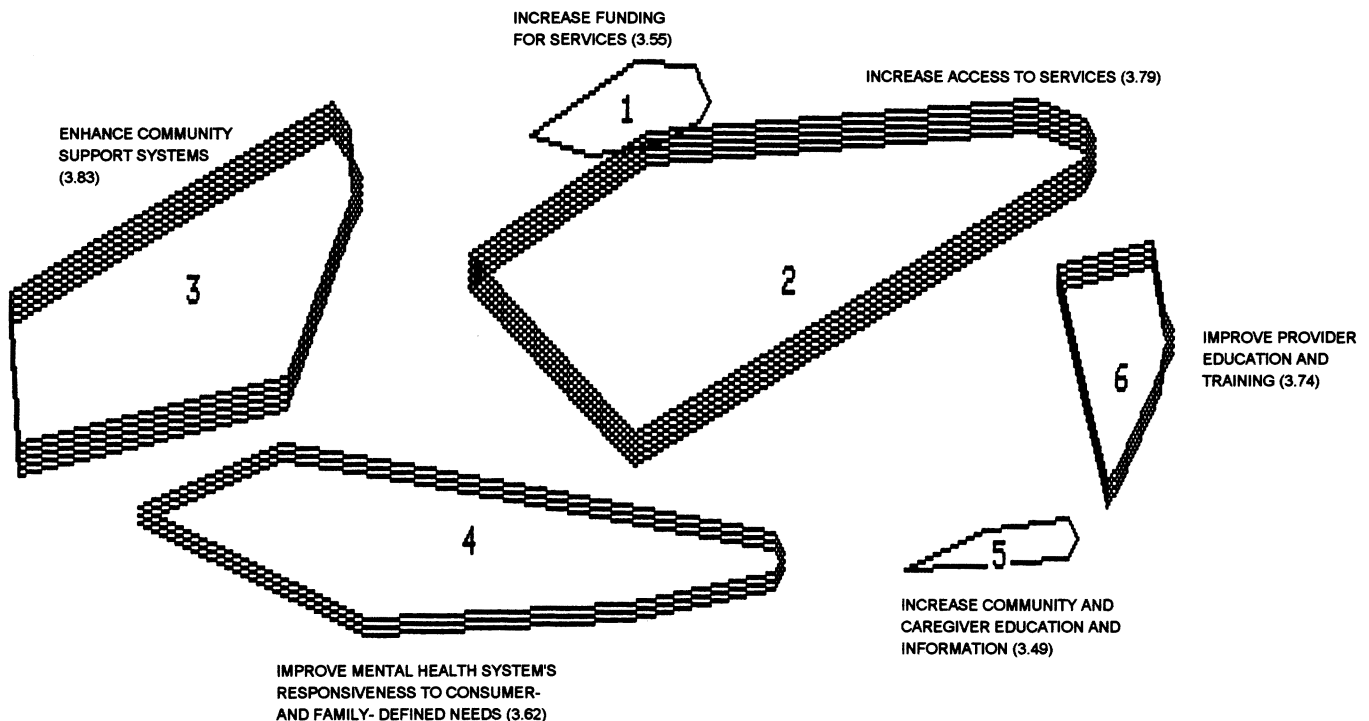 INCREASE FUNDING
FOR SERVICES (3.55)
1
INCREASE ACCESS TO SERVICES (3.79)
2
ENHANCE COMMUNITY
SUPPORT SYSTEMS
(3.83)
3
6
IMPROVE PROVIDER
EDUCATION AND
TRAINING (3.74)
4
5
INCREASE COMMUNITY AND
CAREGIVER EDUCATION AND
INFORMATION (3.49)
IMPROVE MENTAL HEALTH SYSTEM'S
RESPONSIVENESS TO CONSUMER-
AND FAMILY- DEFINED NEEDS (3.62)